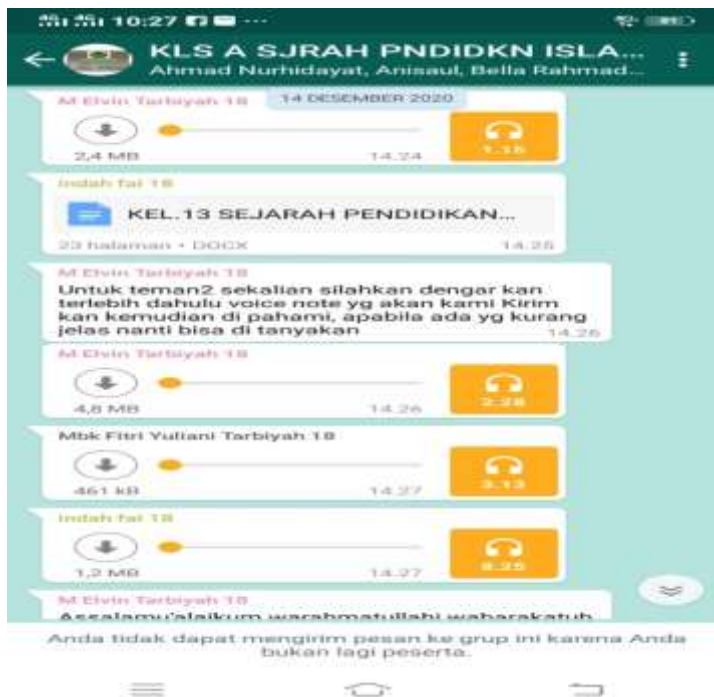 10:27
KLS A SJRAH PNDIDKN ISLA...
Ahmad Nurhidayat, Anisaul, Bella Rahmad...
M Elvin Tarbiyah 18
14 DESEMBER 2020
1.15
2,4 MB 14.24
Indah fai 18
KEL.13 SEJARAH PENDIDIKAN...
23 halaman • DOCX 14.25
M Elvin Tarbiyah 18
Untuk teman2 sekalian silahkan dengar kan
terlebih dahulu voice note yg akan kami Kirim
kan kemudian di pahami, apabila ada yg kurang
jelas nanti bisa di tanyakan 14.26
M Elvin Tarbiyah 18
2.28
4,8 MB 14.26
Mbk Fitri Yuliani Tarbiyah 18
3.13
461 kB 14.27
Indah fai 18
8.25
1,2 MB 14.27
M Elvin Tarbiyah 18
Assalamu'alaikum warahmatullahi wabarakatuh
Anda tidak dapat mengirim pesan ke grup ini karena Anda
bukan lagi peserta.